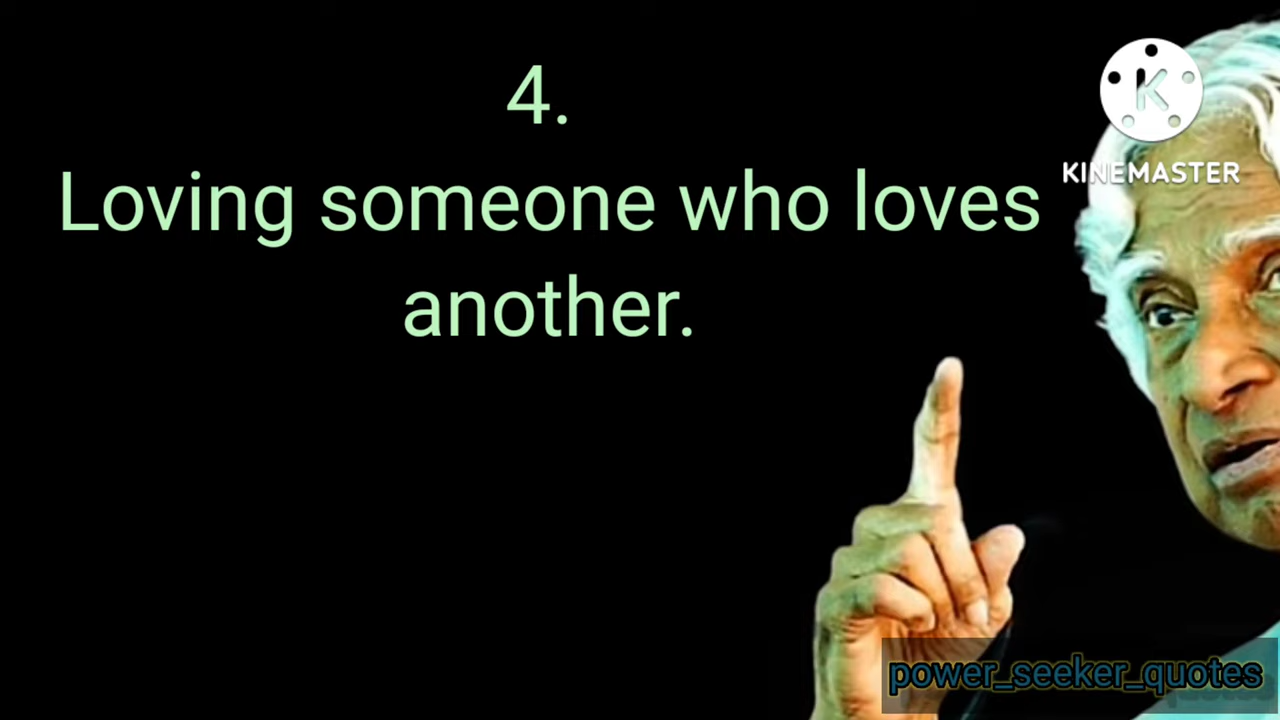 4.
Loving someone who loves
another.
K
KINEMASTER
power_seeker_quotes